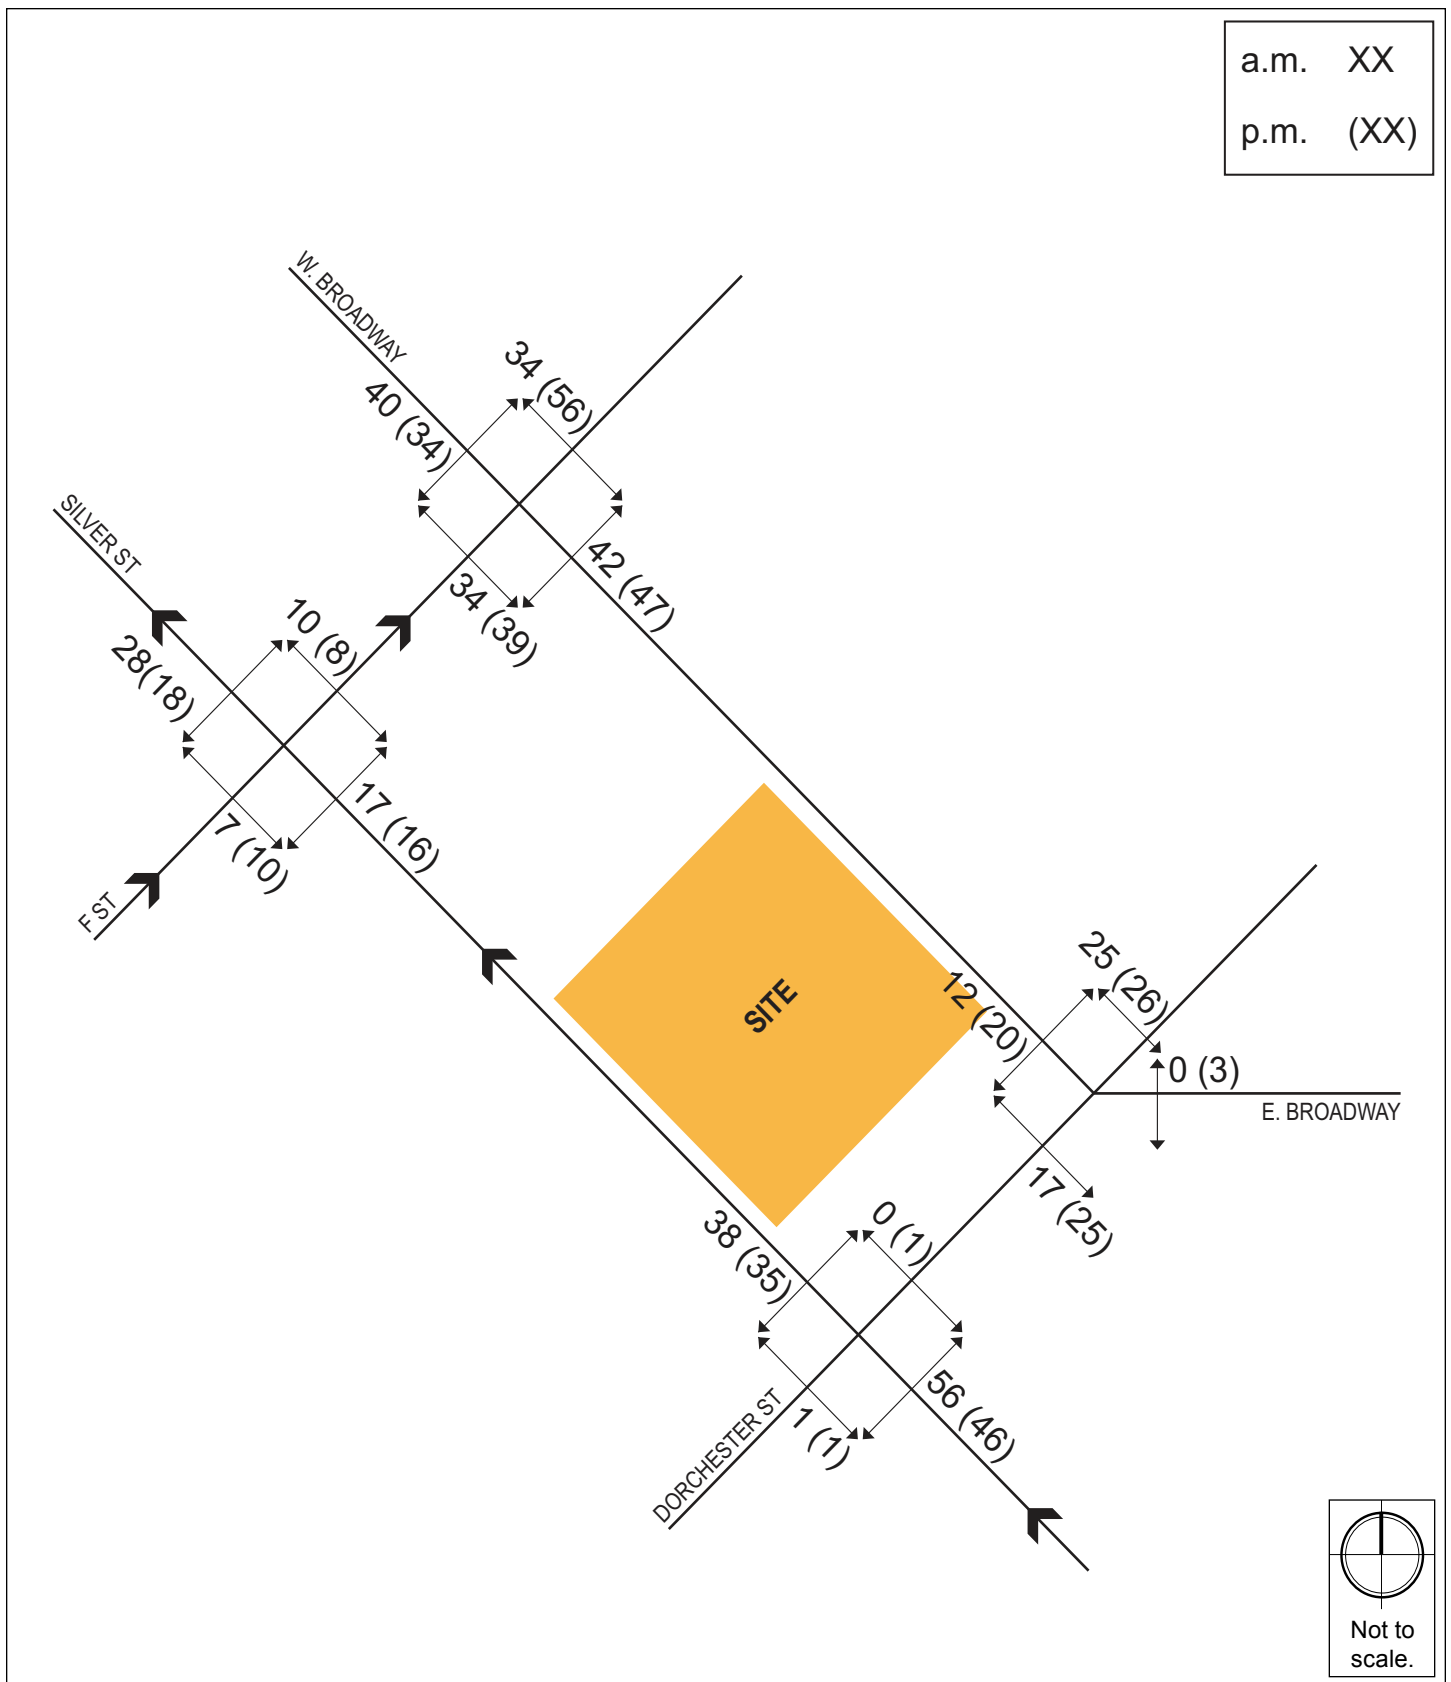 a.m. XX
p.m. (XX)
W. BROADWAY
34 (56)
40 (34)
42 (47)
34 (39)
SILVER ST
10 (8)
28(18)
17 (16)
7 (10)
F ST
SITE
25 (26)
12 (20)
0 (3)
E. BROADWAY
17 (25)
0 (1)
38 (35)
56 (46)
1 (1)
DORCHESTER ST
Not to
scale.